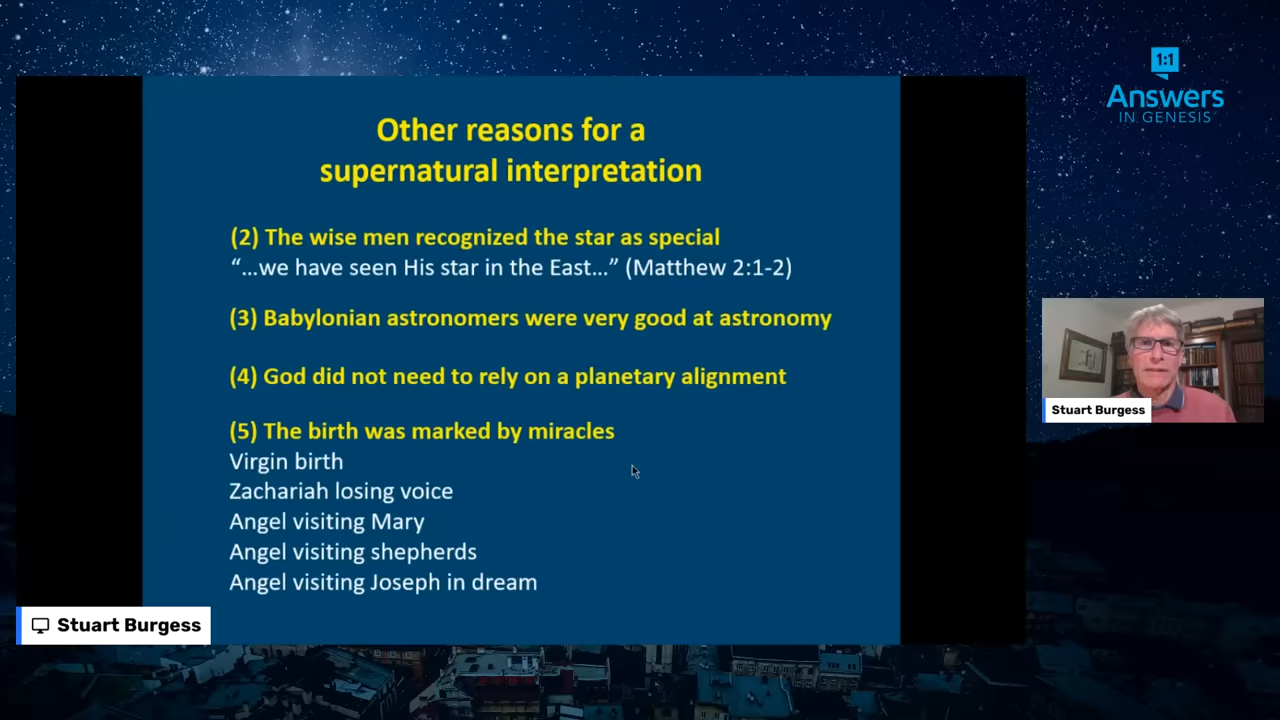 Other reasons for a
supernatural interpretation
(2) The wise men recognized the star as special
“…we have seen His star in the East…” (Matthew 2:1-2)
(3) Babylonian astronomers were very good at astronomy
(4) God did not need to rely on a planetary alignment
(5) The birth was marked by miracles
Virgin birth
Zachariah losing voice
Angel visiting Mary
Angel visiting shepherds
Angel visiting Joseph in dream
Stuart Burgess
1:1
Answers
IN GENESIS
Stuart Burgess